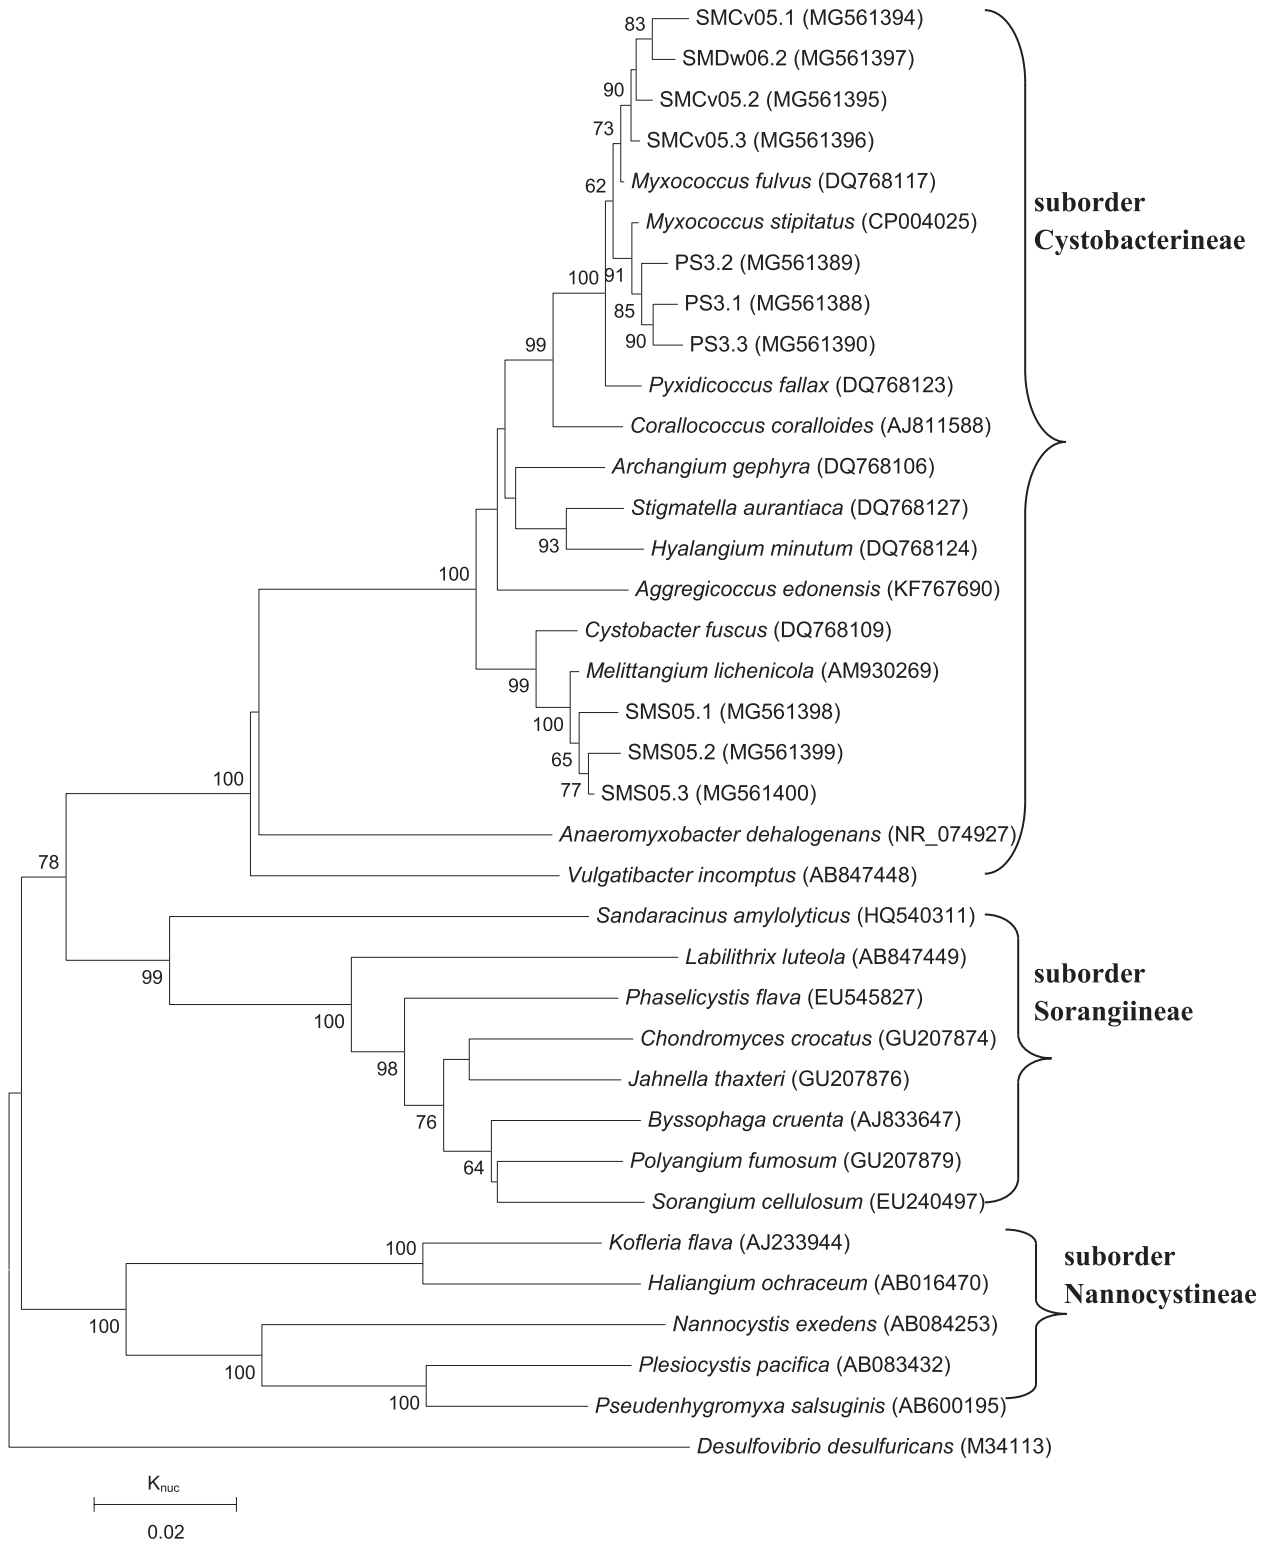 83
SMCv05.1 (MG561394)
SMDw06.2 (MG561397)
90
SMCv05.2 (MG561395)
73
SMCv05.3 (MG561396)
62
Myxococcus fulvus (DQ768117)
suborder
Cystobacterineae
Myxococcus stipitatus (CP004025)
100
91
PS3.2 (MG561389)
85
PS3.1 (MG561388)
90
PS3.3 (MG561390)
99
Pyxidicoccus fallax (DQ768123)
Corallococcus coralloides (AJ811588)
Archangium gephyra (DQ768106)
Stigmatella aurantiaca (DQ768127)
93
Hyalangium minutum (DQ768124)
100
Aggregicoccus edonensis (KF767690)
Cystobacter fuscus (DQ768109)
99
Melittangium lichenicola (AM930269)
100
SMS05.1 (MG561398)
65
SMS05.2 (MG561399)
77
SMS05.3 (MG561400)
100
Anaeromyxobacter dehalogenans (NR_074927)
78
Vulgatibacter incomptus (AB847448)
Sandaracinus amylolyticus (HQ540311)
99
Labilithrix luteola (AB847449)
suborder
Sorangiineae
100
Phaselicystis flava (EU545827)
98
Chondromyces crocatus (GU207874)
Jahnella thaxteri (GU207876)
76
Byssophaga cruenta (AJ833647)
64
Polyangium fumosum (GU207879)
Sorangium cellulosum (EU240497)
100
Kofleria flava (AJ233944)
suborder
Nannocystineae
Haliangium ochraceum (AB016470)
100
Nannocystis exedens (AB084253)
100
Plesiocystis pacifica (AB083432)
100
Pseudenhygromyxa salsuginis (AB600195)
Desulfovibrio desulfuricans (M34113)
Knuc
0.02